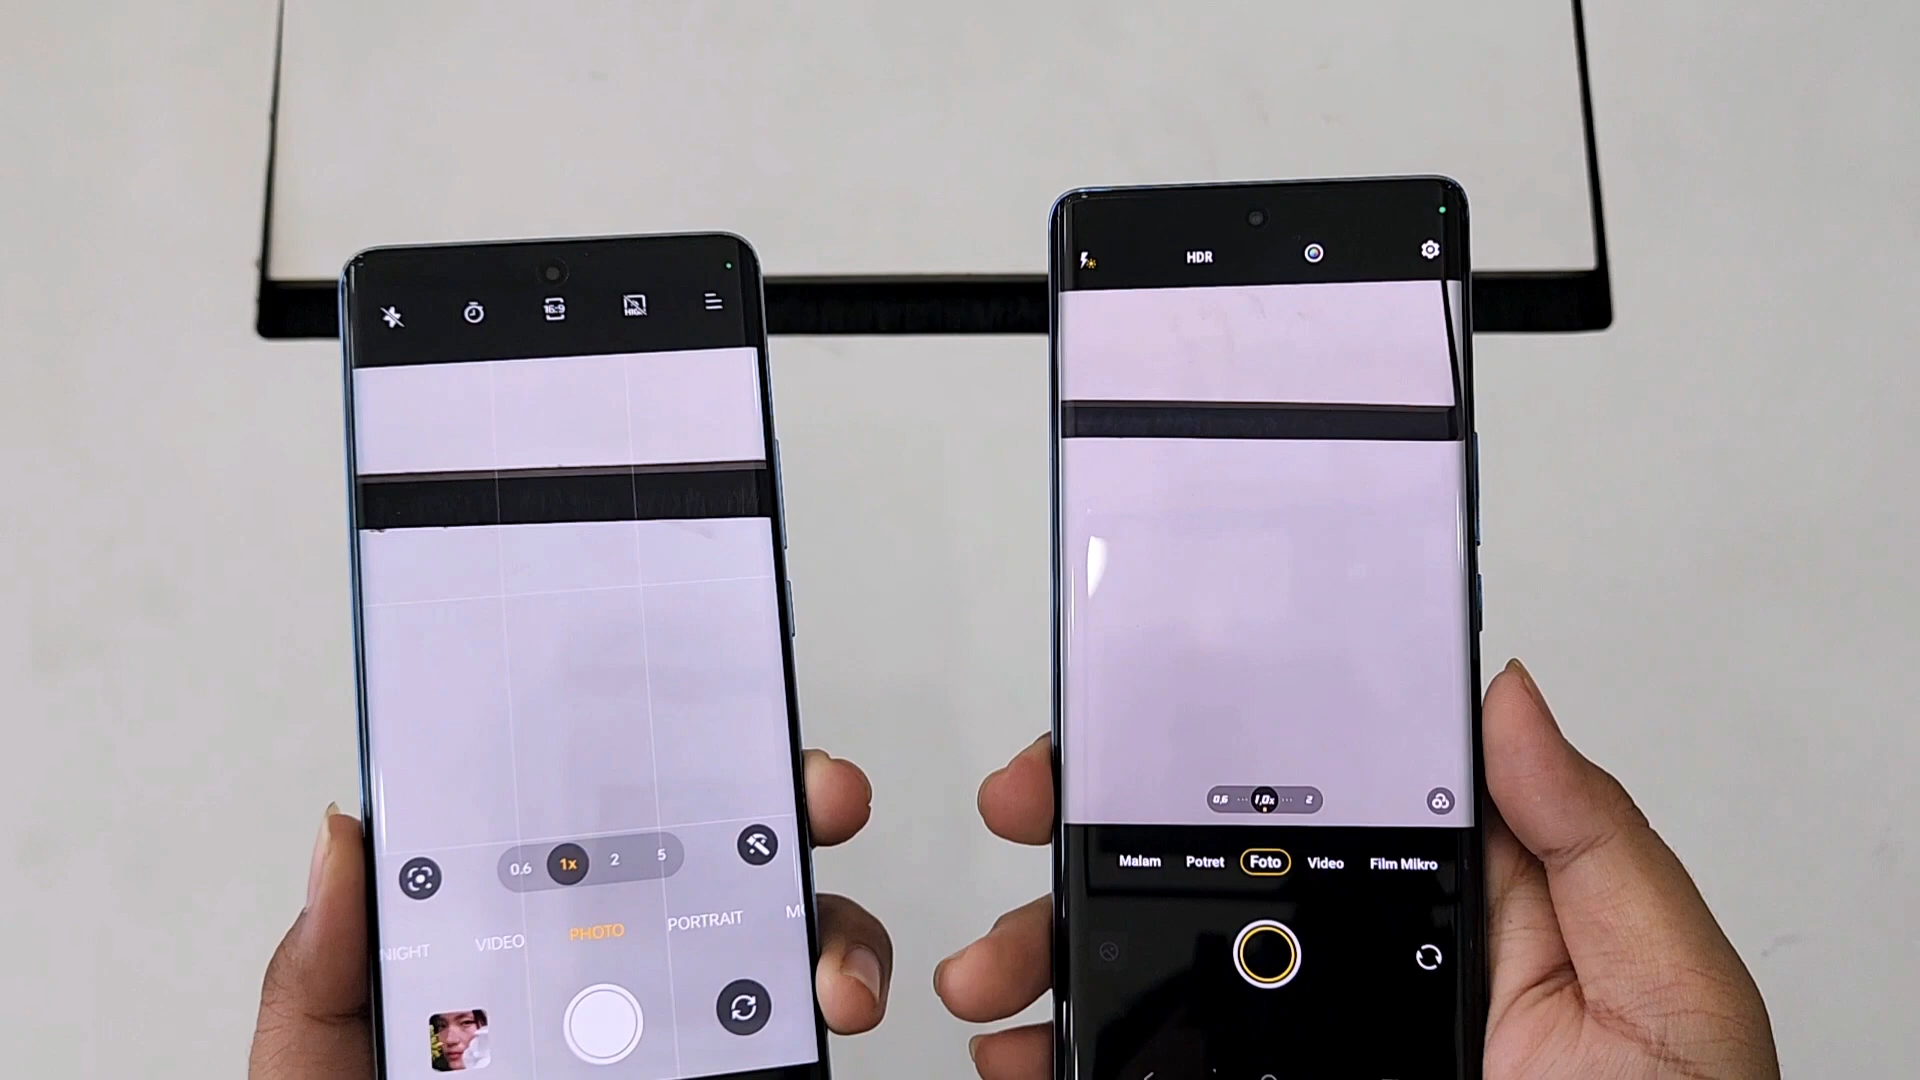 16:9
0.6 1x 2 5
NIGHT VIDEO PHOTO PORTRAIT MO
HDR
0,6 1,0x 2
Malam Potret Foto Video Film Mikro